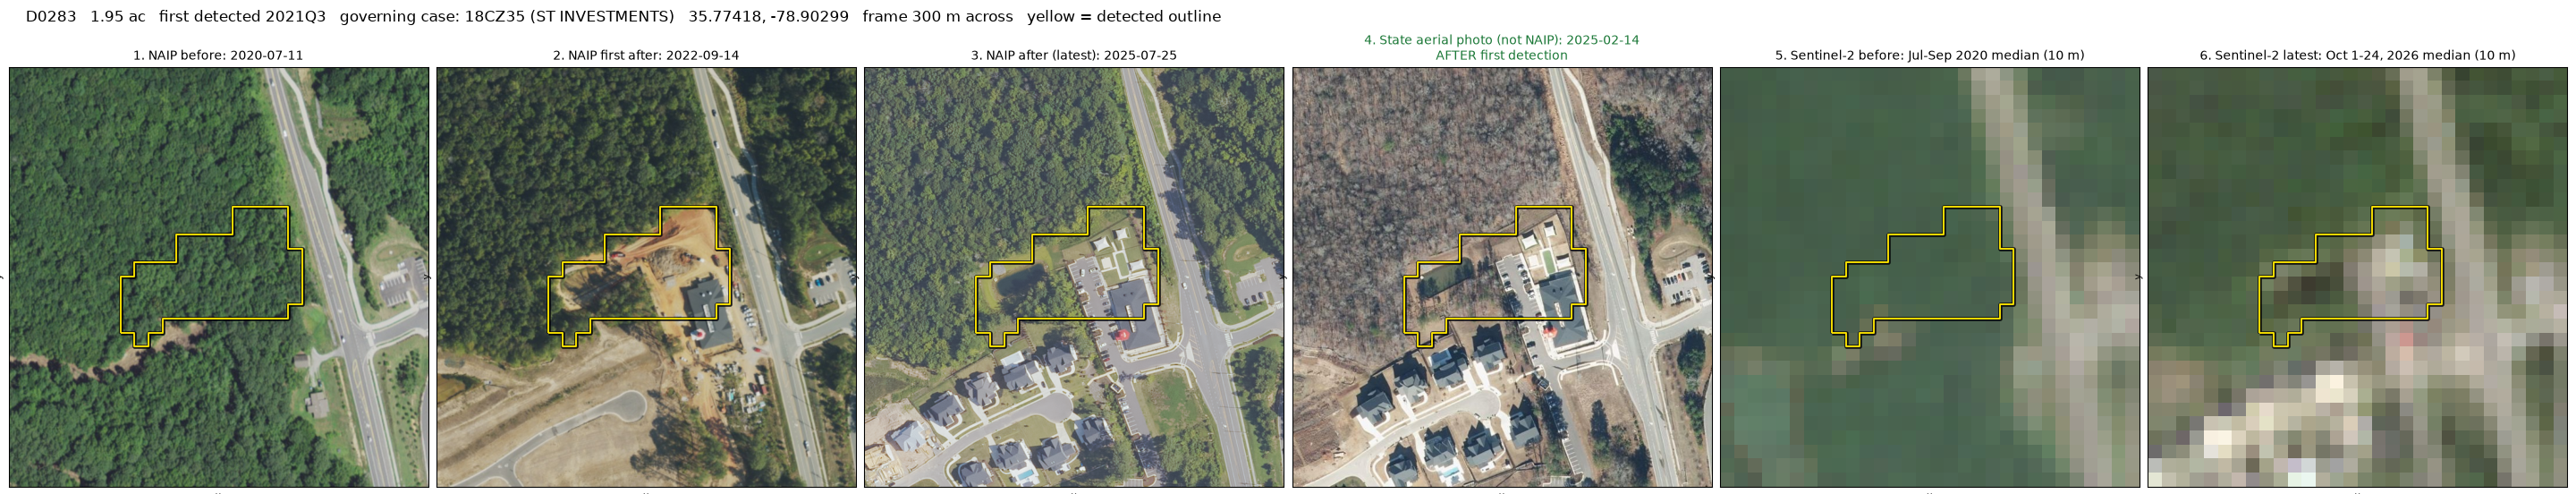 D0283 1.95 ac first detected 2021Q3 governing case: 18CZ35 (ST INVESTMENTS) 35.77418, -78.90299 frame 300 m across yellow = detected outline
1. NAIP before: 2020-07-11
2. NAIP first after: 2022-09-14
3. NAIP after (latest): 2025-07-25
4. State aerial photo (not NAIP): 2025-02-14
AFTER first detection
5. Sentinel-2 before: Jul-Sep 2020 median (10 m)
6. Sentinel-2 latest: Oct 1-24, 2026 median (10 m)